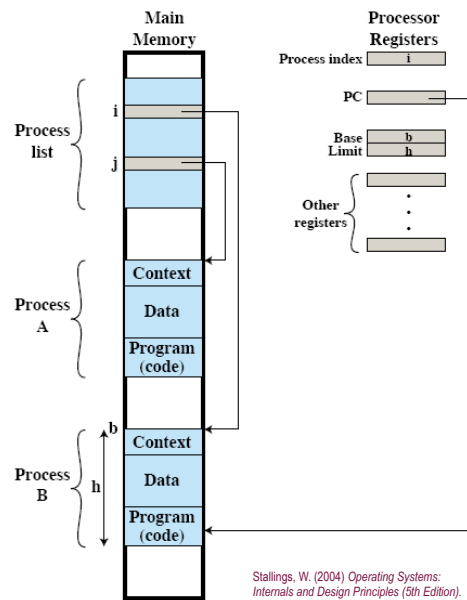 Main
Memory
Processor
Registers
Process index
i
PC
Base
b
Limit
h
Other
registers
i
Process
list
j
Process
A
Context
Data
Program
(code)
b
Process
B
h
Context
Data
Program
(code)
Stallings, W. (2004) Operating Systems:
Internals and Design Principles (5th Edition).